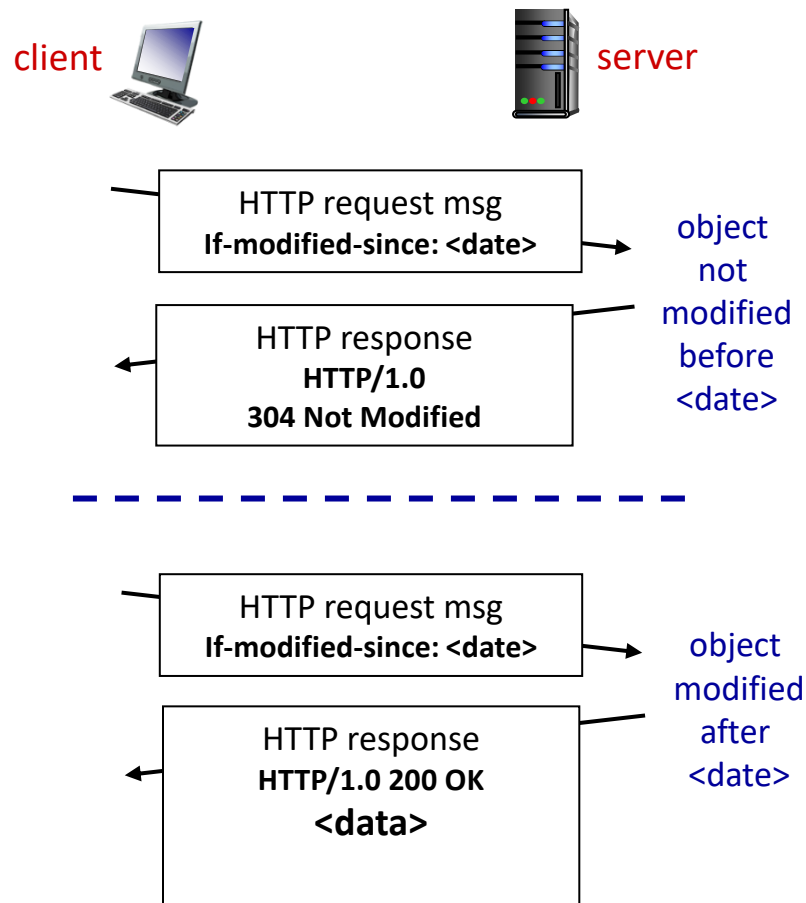 client
server
HTTP request msg
If-modified-since: <date>
object
not
modified
before
<date>
HTTP response
HTTP/1.0
304 Not Modified
HTTP request msg
If-modified-since: <date>
object
modified
after
<date>
HTTP response
HTTP/1.0 200 OK
<data>